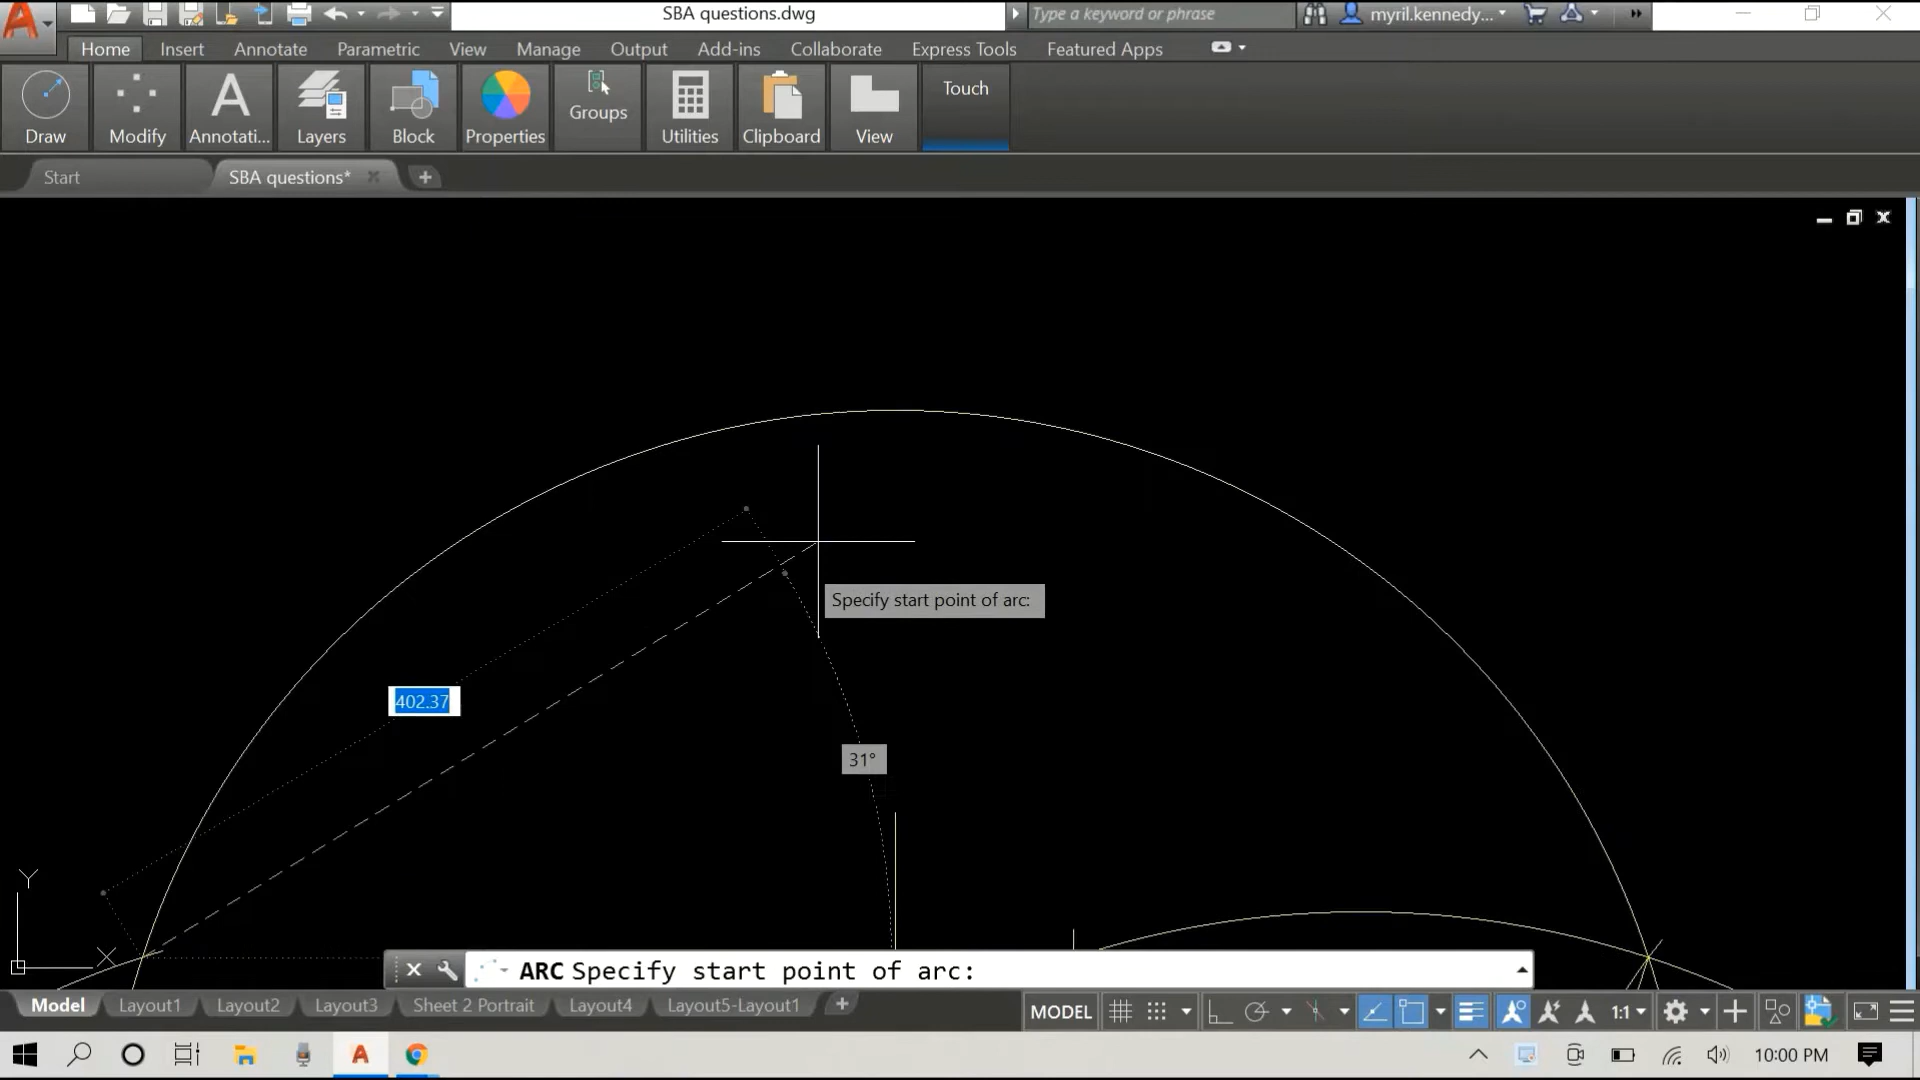 SBA questions.dwg
Type a keyword or phrase
myril.kennedy...
Home Insert Annotate Parametric View Manage Output Add-ins Collaborate Express Tools Featured Apps
Draw
Modify
Annotati...
Layers
Block
Properties
Groups
Utilities
Clipboard
View
Touch
Start
SBA questions*
Specify start point of arc:
402.37
31°
Y
X
ARC Specify start point of arc:
Model Layout1 Layout2 Layout3 Sheet 2 Portrait Layout4 Layout5-Layout1
MODEL
1:1
10:00 PM